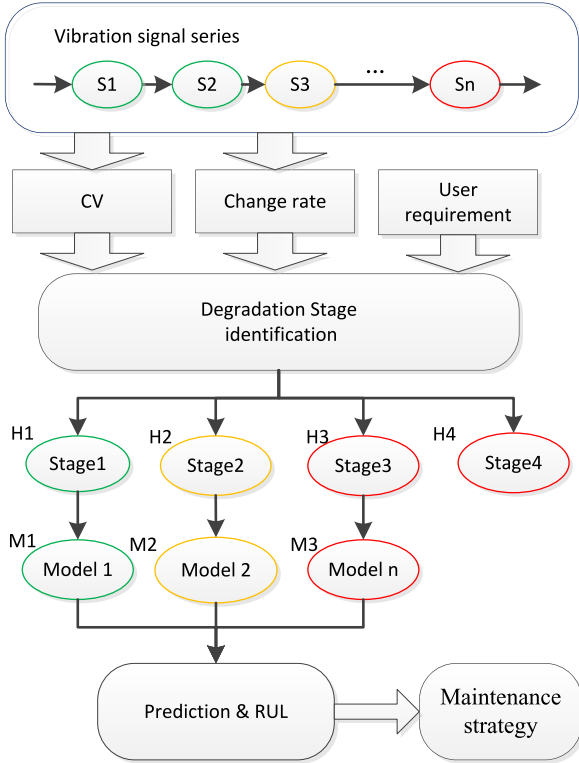 Vibration signal series
S1 S2 S3 ... Sn
CV Change rate User
requirement
Degradation Stage
identification
H1 H2 H3 H4
Stage1 Stage2 Stage3 Stage4
M1 M2 M3
Model 1 Model 2 Model n
Prediction & RUL
Maintenance
strategy